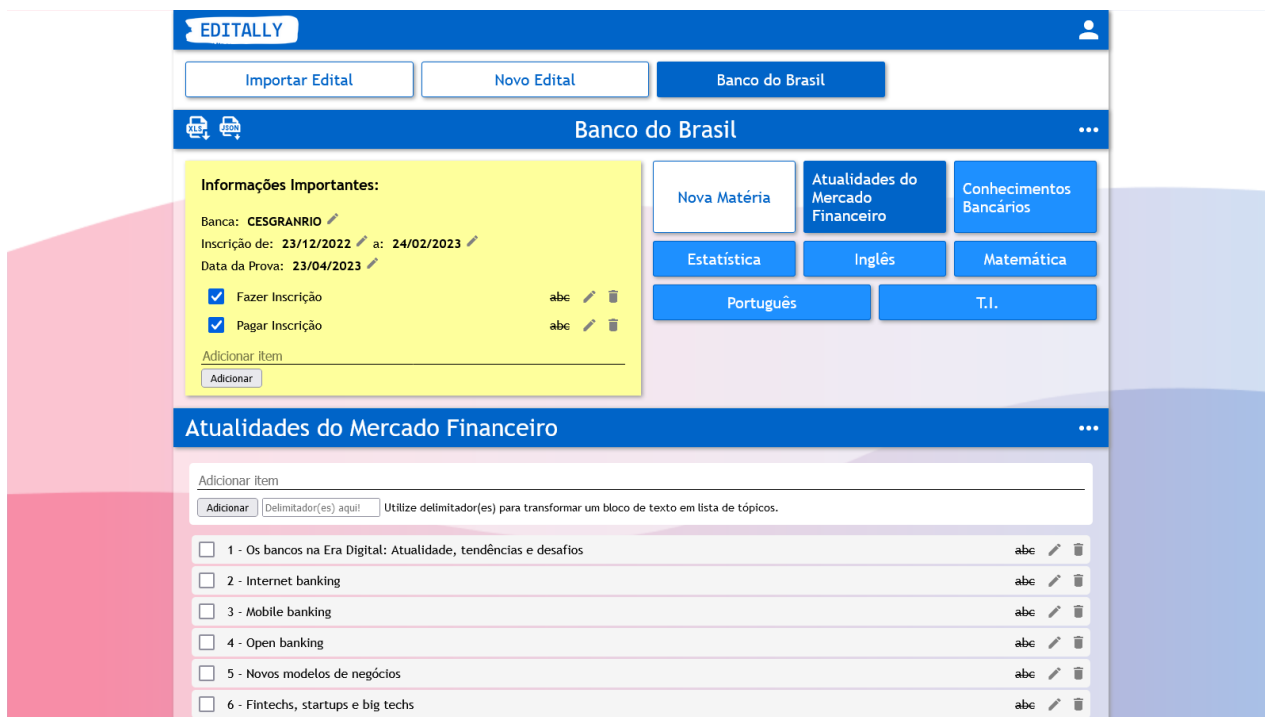 EDITALLY
Importar Edital
Novo Edital
Banco do Brasil
XLS
JSON
Banco do Brasil
Informações Importantes:
Banca: CESGRANRIO
Inscrição de: 23/12/2022 a: 24/02/2023
Data da Prova: 23/04/2023
Fazer Inscrição abc
Pagar Inscrição abc
Adicionar item
Adicionar
Nova Matéria
Atualidades do
Mercado
Financeiro
Conhecimentos
Bancários
Estatística
Inglês
Matemática
Português
T.I.
Atualidades do Mercado Financeiro
Adicionar item
Adicionar Delimitador(es) aqui! Utilize delimitador(es) para transformar um bloco de texto em lista de tópicos.
1 - Os bancos na Era Digital: Atualidade, tendências e desafios abc
2 - Internet banking abc
3 - Mobile banking abc
4 - Open banking abc
5 - Novos modelos de negócios abc
6 - Fintechs, startups e big techs abc